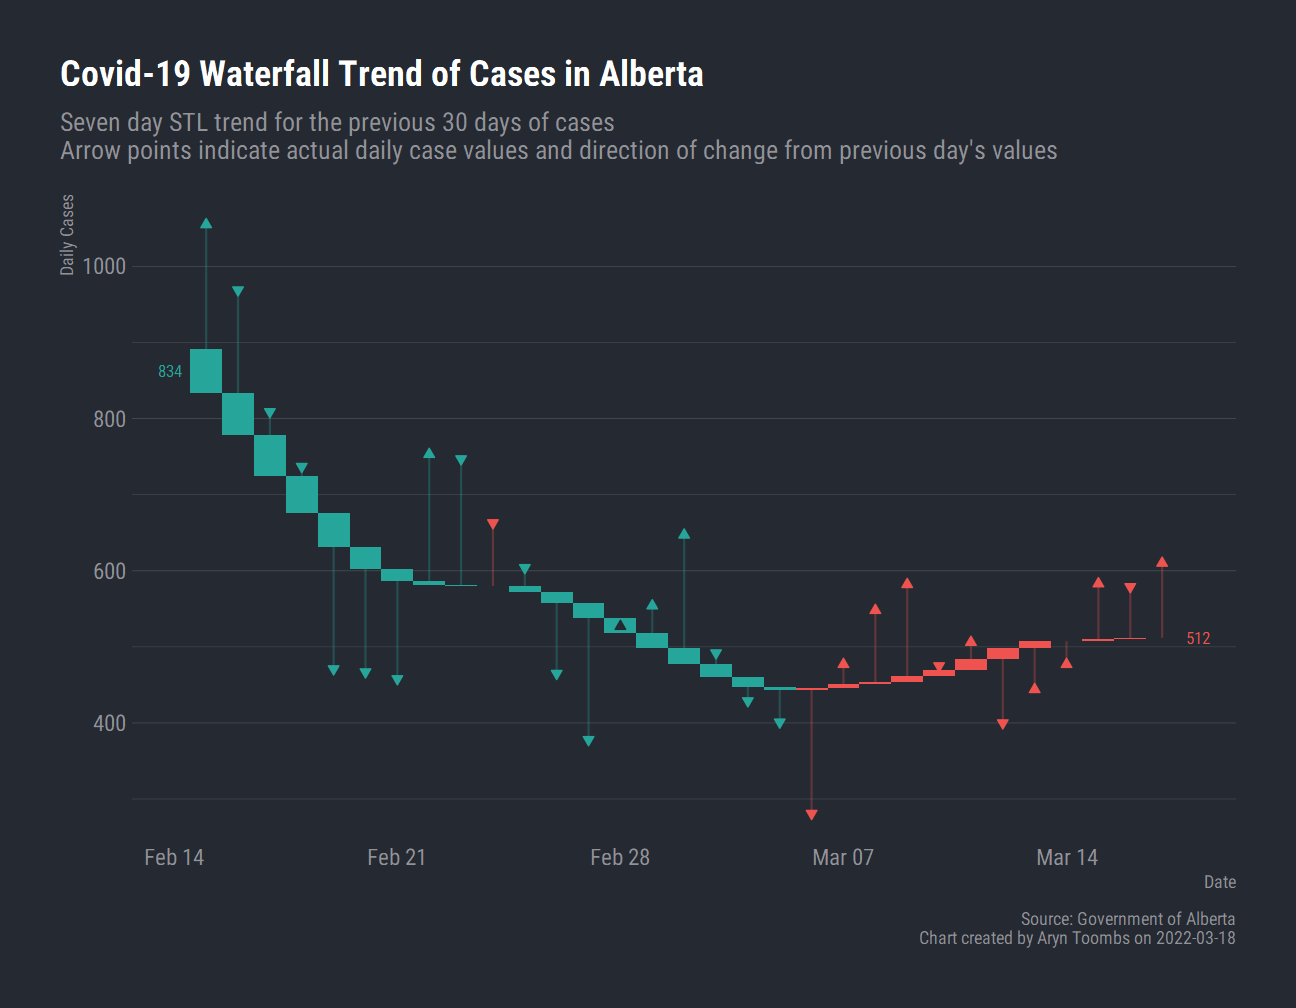 Covid-19 Waterfall Trend of Cases in Alberta
Seven day STL trend for the previous 30 days of cases
Arrow points indicate actual daily case values and direction of change from previous day's values
Daily Cases
1000
800
600
400
834
512
Feb 14
Feb 21
Feb 28
Mar 07
Mar 14
Date
Source: Government of Alberta
Chart created by Aryn Toombs on 2022-03-18